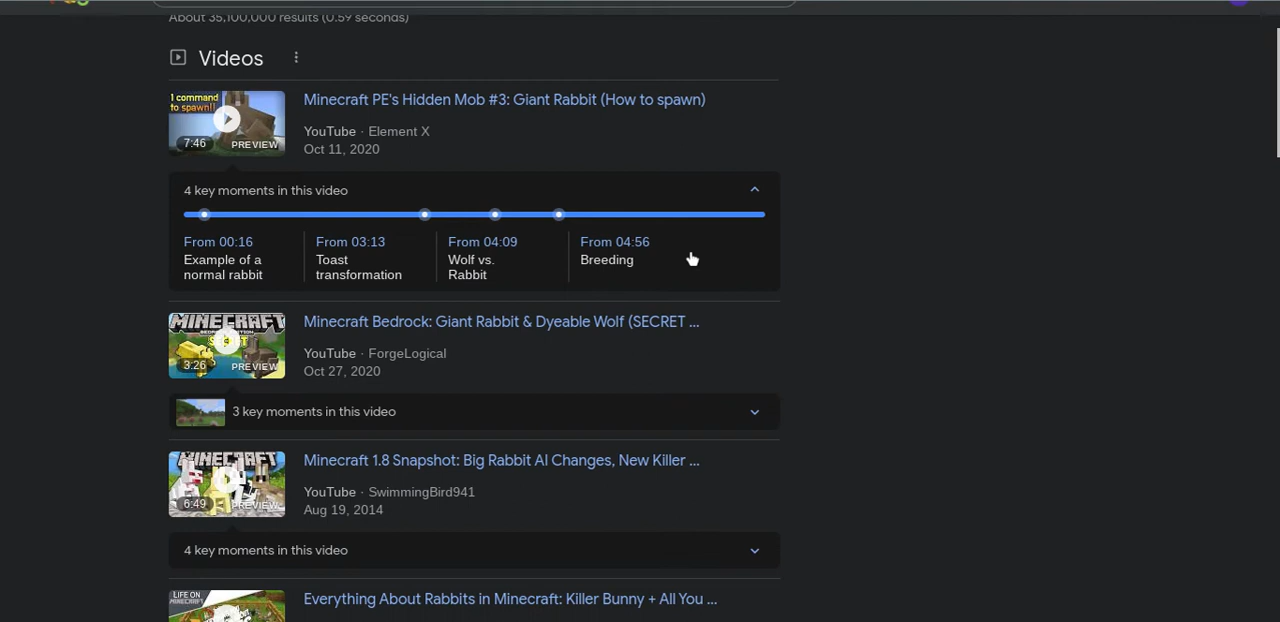 About 35,100,000 results (0.59 seconds)
Videos
1 command
to spawn!!
7:46
PREVIEW
Minecraft PE's Hidden Mob #3: Giant Rabbit (How to spawn)
YouTube · Element X
Oct 11, 2020
4 key moments in this video
From 00:16
Example of a
normal rabbit
From 03:13
Toast
transformation
From 04:09
Wolf vs.
Rabbit
From 04:56
Breeding
MINECRAFT
3:26
PREVIEW
Minecraft Bedrock: Giant Rabbit & Dyeable Wolf (SECRET ...
YouTube · ForgeLogical
Oct 27, 2020
3 key moments in this video
MINECRAFT
6:49
PREVIEW
Minecraft 1.8 Snapshot: Big Rabbit AI Changes, New Killer ...
YouTube · SwimmingBird941
Aug 19, 2014
4 key moments in this video
LIFE ON
MINECRAFT
Everything About Rabbits in Minecraft: Killer Bunny + All You ...